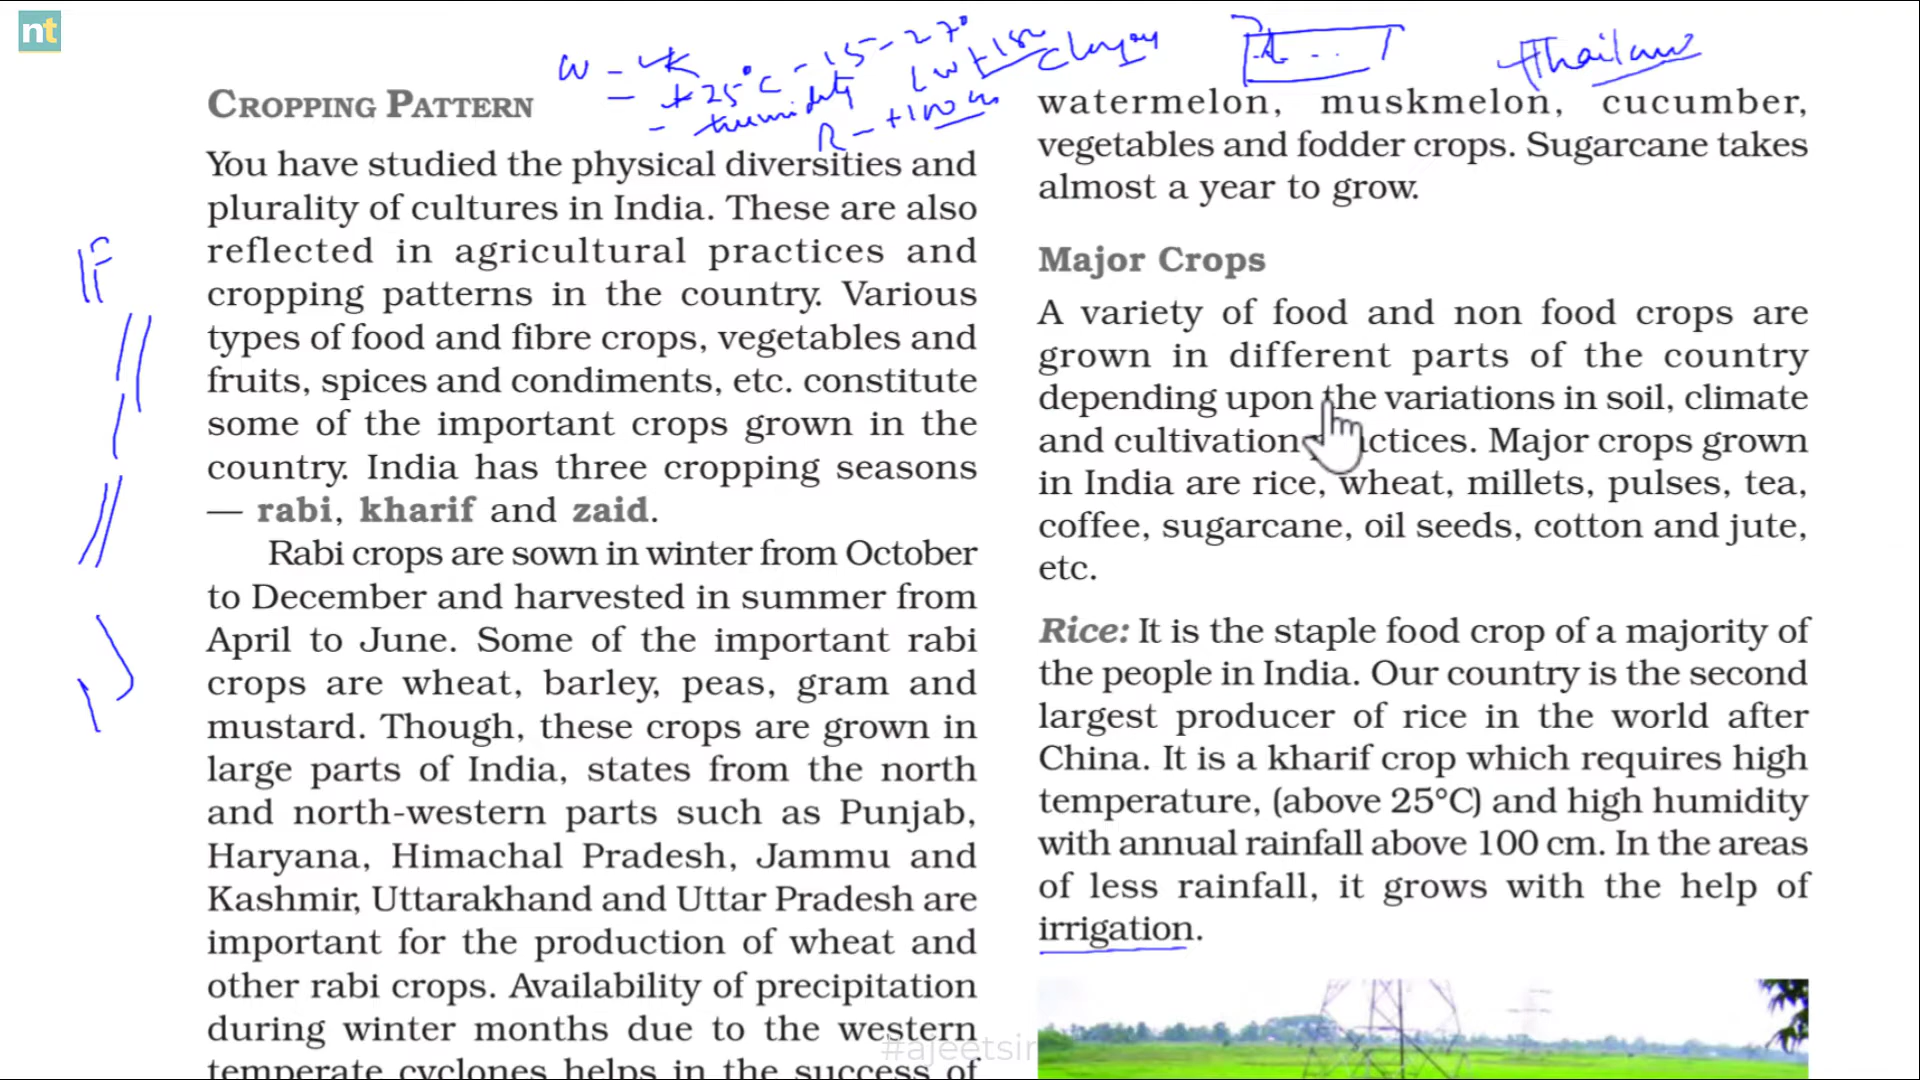 nt
- 25°C - 15 - 27°
humidity
clayey
Thailand
CROPPING PATTERN
You have studied the physical diversities and
plurality of cultures in India. These are also
reflected in agricultural practices and
cropping patterns in the country. Various
types of food and fibre crops, vegetables and
fruits, spices and condiments, etc. constitute
some of the important crops grown in the
country. India has three cropping seasons
— rabi, kharif and zaid.
Rabi crops are sown in winter from October
to December and harvested in summer from
April to June. Some of the important rabi
crops are wheat, barley, peas, gram and
mustard. Though, these crops are grown in
large parts of India, states from the north
and north-western parts such as Punjab,
Haryana, Himachal Pradesh, Jammu and
Kashmir, Uttarakhand and Uttar Pradesh are
important for the production of wheat and
other rabi crops. Availability of precipitation
during winter months due to the western
temperate cyclones helps in the success of
watermelon, muskmelon, cucumber,
vegetables and fodder crops. Sugarcane takes
almost a year to grow.
Major Crops
A variety of food and non food crops are
grown in different parts of the country
depending upon the variations in soil, climate
and cultivation
in India are rice, wheat, millets, pulses, tea,
coffee, sugarcane, oil seeds, cotton and jute,
etc.
Rice: It is the staple food crop of a majority of
the people in India. Our country is the second
largest producer of rice in the world after
China. It is a kharif crop which requires high
temperature, (above 25°C) and high humidity
with annual rainfall above 100 cm. In the areas
of less rainfall, it grows with the help of
irrigation.
#ajeetsir